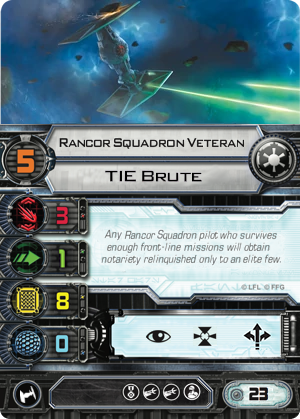 Rancor Squadron Veteran
5
TIE Brute
3
Any Rancor Squadron pilot who survives
enough front-line missions will obtain
notariety relinquished only to an elite few.
1
© LFL © FFG
8
0
23